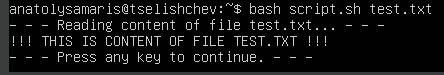 anatolysamaris@tselishchev:~$ bash script.sh test.txt
- - - Reading content of file test.txt... - - -
!!! THIS IS CONTENT OF FILE TEST.TXT !!!
- - - Press any key to continue. - - -